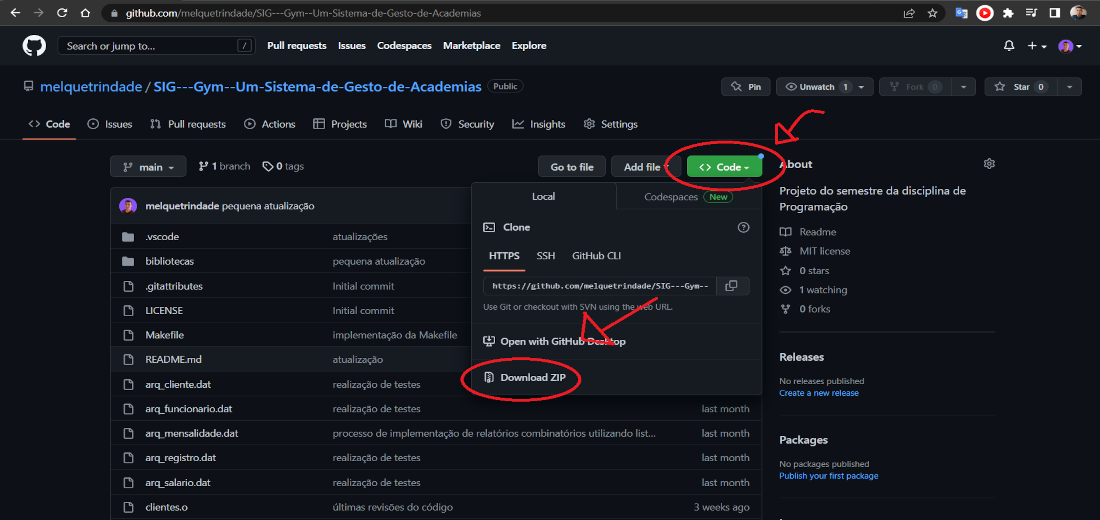 github.com/melquetrindade/SIG---Gym--Um-Sistema-de-Gesto-de-Academias
Search or jump to... /
Pull requests Issues Codespaces Marketplace Explore
melquetrindade / SIG---Gym--Um-Sistema-de-Gesto-de-Academias Public
Pin Unwatch 1 Fork 0 Star 0
Code Issues Pull requests Actions Projects Wiki Security Insights Settings
main 1 branch 0 tags Go to file Add file Code
melquetrindade pequena atualização
.vscode atualizações
bibliotecas pequena atualização
.gitattributes Initial commit
LICENSE Initial commit
Makefile implementação da Makefile
README.md atualização
arq_cliente.dat realização de testes
arq_funcionario.dat realização de testes last month
arq_mensalidade.dat processo de implementação de relatórios combinatórios utilizando list... last month
arq_registro.dat realização de testes last month
arq_salario.dat realização de testes last month
clientes.o últimas revisões do código 3 weeks ago
Local Codespaces New
Clone
HTTPS SSH GitHub CLI
https://github.com/melquetrindade/SIG---Gym--
Use Git or checkout with SVN using the web URL.
Open with GitHub Desktop
Download ZIP
About
Projeto do semestre da disciplina de
Programação
Readme
MIT license
0 stars
1 watching
0 forks
Releases
No releases published
Create a new release
Packages
No packages published
Publish your first package